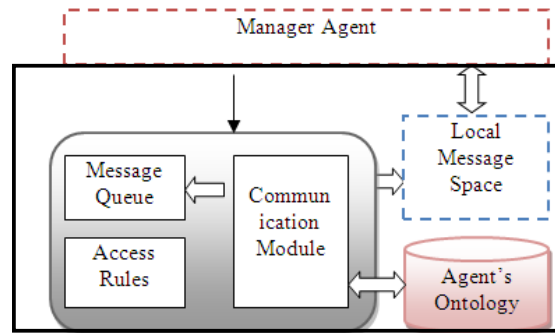 Manager Agent
Message
Queue
Commun
ication
Module
Access
Rules
Local
Message
Space
Agent's
Ontology